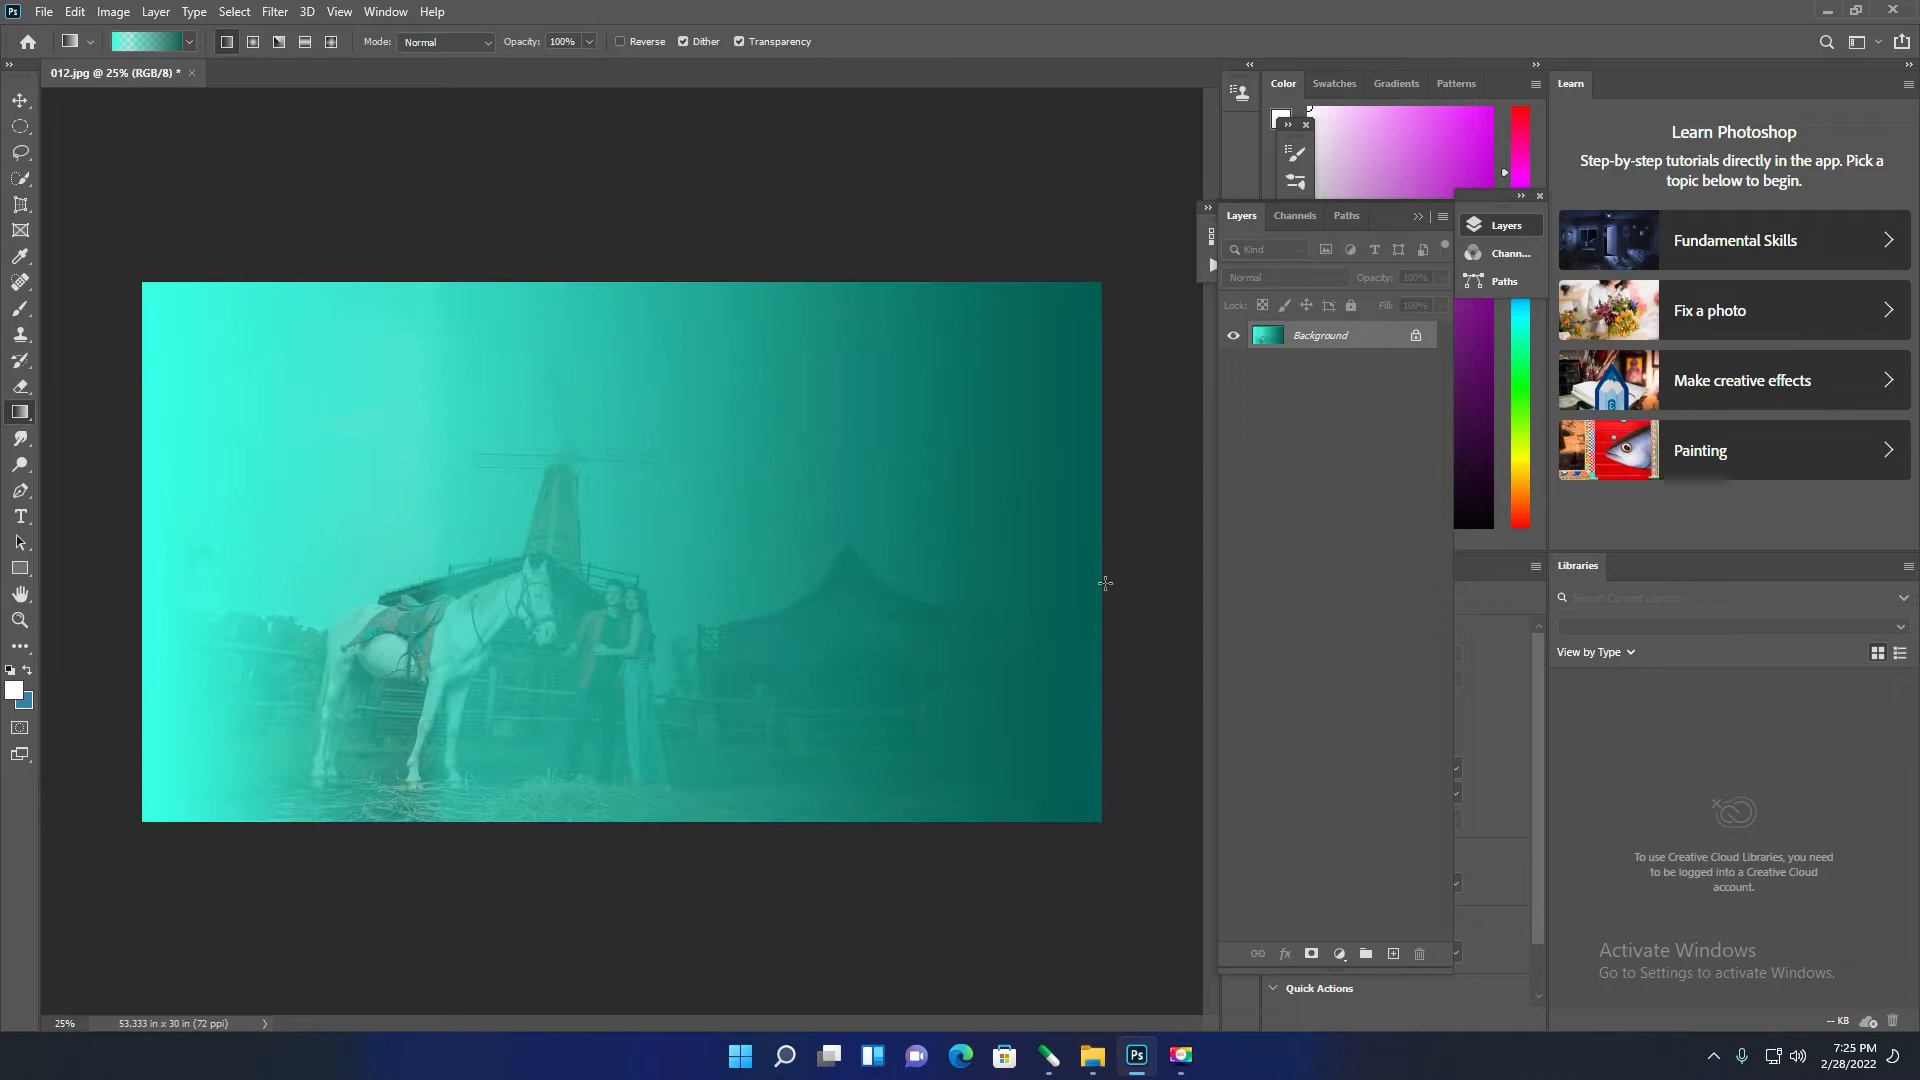 Ps File Edit Image Layer Type Select Filter 3D View Window Help
Mode: Normal Opacity: 100% Reverse Dither Transparency
012.jpg @ 25% (RGB/8) * ×
Color Swatches Gradients Patterns
Learn
Learn Photoshop
Step-by-step tutorials directly in the app. Pick a
topic below to begin.
Fundamental Skills
Fix a photo
Make creative effects
Painting
Layers Channels Paths
Kind
Normal Opacity: 100%
Lock: Fill: 100%
Background
Layers
Chann...
Paths
Libraries
Search Current Library
View by Type
To use Creative Cloud Libraries, you need
to be logged into a Creative Cloud
account.
Activate Windows
Go to Settings to activate Windows.
Quick Actions
-- KB
25% 53.333 in x 30 in (72 ppi)
Ps
7:25 PM
2/28/2022